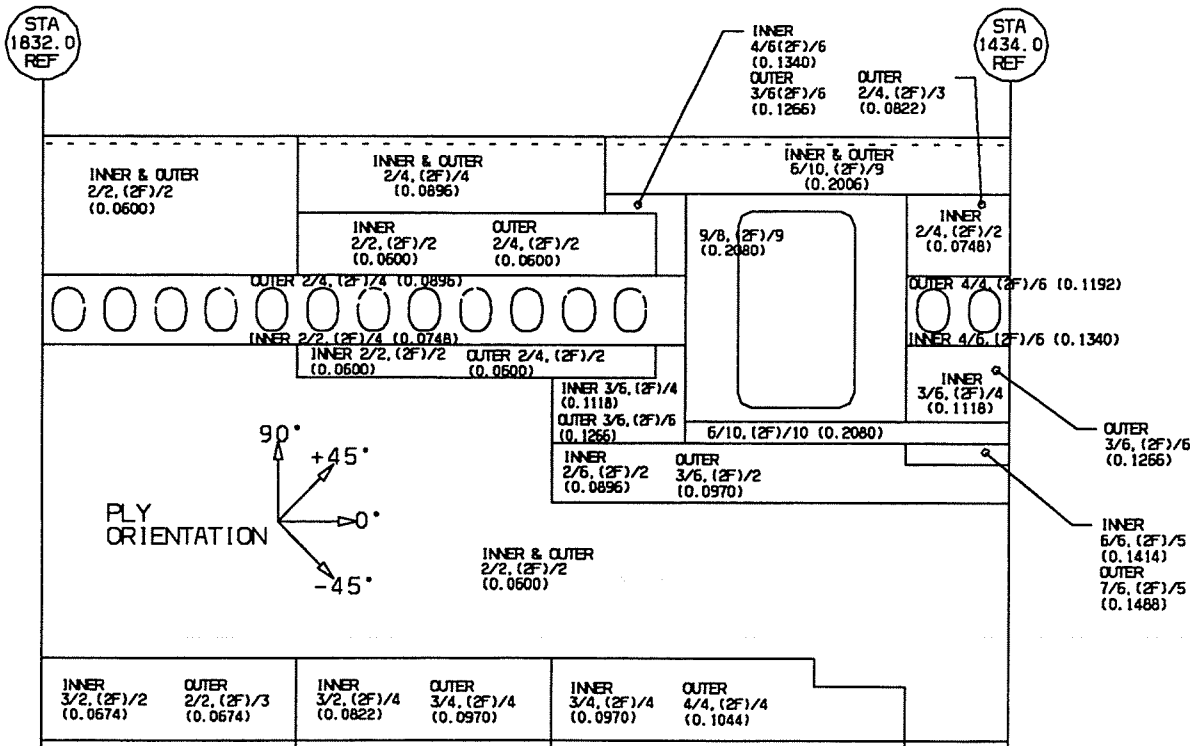 STA
1832.0
REF
STA
1434.0
REF
INNER
4/6(2F)/6
(0.1340)
OUTER
3/6(2F)/6
(0.1266)
OUTER
2/4,(2F)/3
(0.0822)
INNER & OUTER
2/2,(2F)/2
(0.0600)
INNER & OUTER
2/4,(2F)/4
(0.0896)
INNER & OUTER
6/10,(2F)/9
(0.2006)
INNER
2/2,(2F)/2
(0.0600)
OUTER
2/4,(2F)/2
(0.0600)
9/8,(2F)/9
(0.2080)
INNER
2/4,(2F)/2
(0.0748)
OUTER 2/4,(2F)/4 (0.0896)
OUTER 4/4,(2F)/6 (0.1192)
INNER 2/2,(2F)/4 (0.0748)
INNER 4/6,(2F)/6 (0.1340)
INNER 2/2,(2F)/2
(0.0600)
OUTER 2/4,(2F)/2
(0.0600)
INNER 3/6,(2F)/4
(0.1118)
OUTER 3/6,(2F)/6
(0.1266)
INNER
3/6,(2F)/4
(0.1118)
6/10,(2F)/10 (0.2080)
OUTER
3/6,(2F)/6
(0.1266)
INNER
2/6,(2F)/2
(0.0896)
OUTER
3/6,(2F)/2
(0.0970)
90°
+45°
0°
-45°
PLY
ORIENTATION
INNER & OUTER
2/2,(2F)/2
(0.0600)
INNER
6/6,(2F)/5
(0.1414)
OUTER
7/6,(2F)/5
(0.1488)
INNER
3/2,(2F)/2
(0.0674)
OUTER
2/2,(2F)/3
(0.0674)
INNER
3/2,(2F)/4
(0.0822)
OUTER
3/4,(2F)/4
(0.0970)
INNER
3/4,(2F)/4
(0.0970)
OUTER
4/4,(2F)/4
(0.1044)